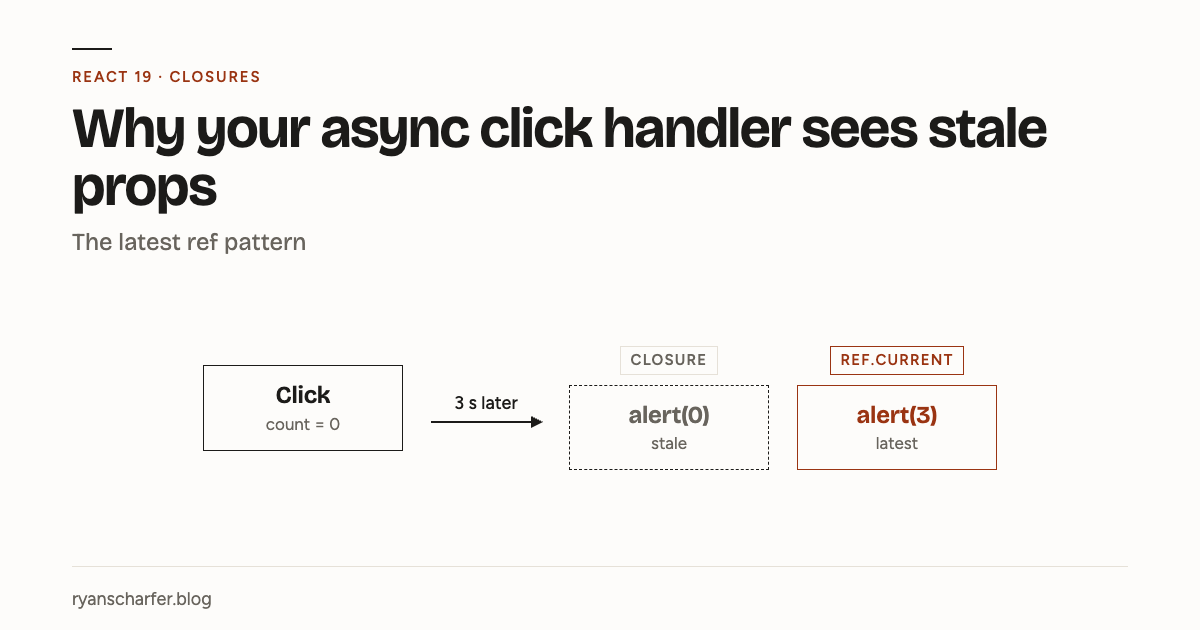 REACT 19 · CLOSURES
Why your async click handler sees stale
props
The latest ref pattern
Click
count = 0
3 s later
CLOSURE
alert(0)
stale
REF.CURRENT
alert(3)
latest
ryanscharfer.blog